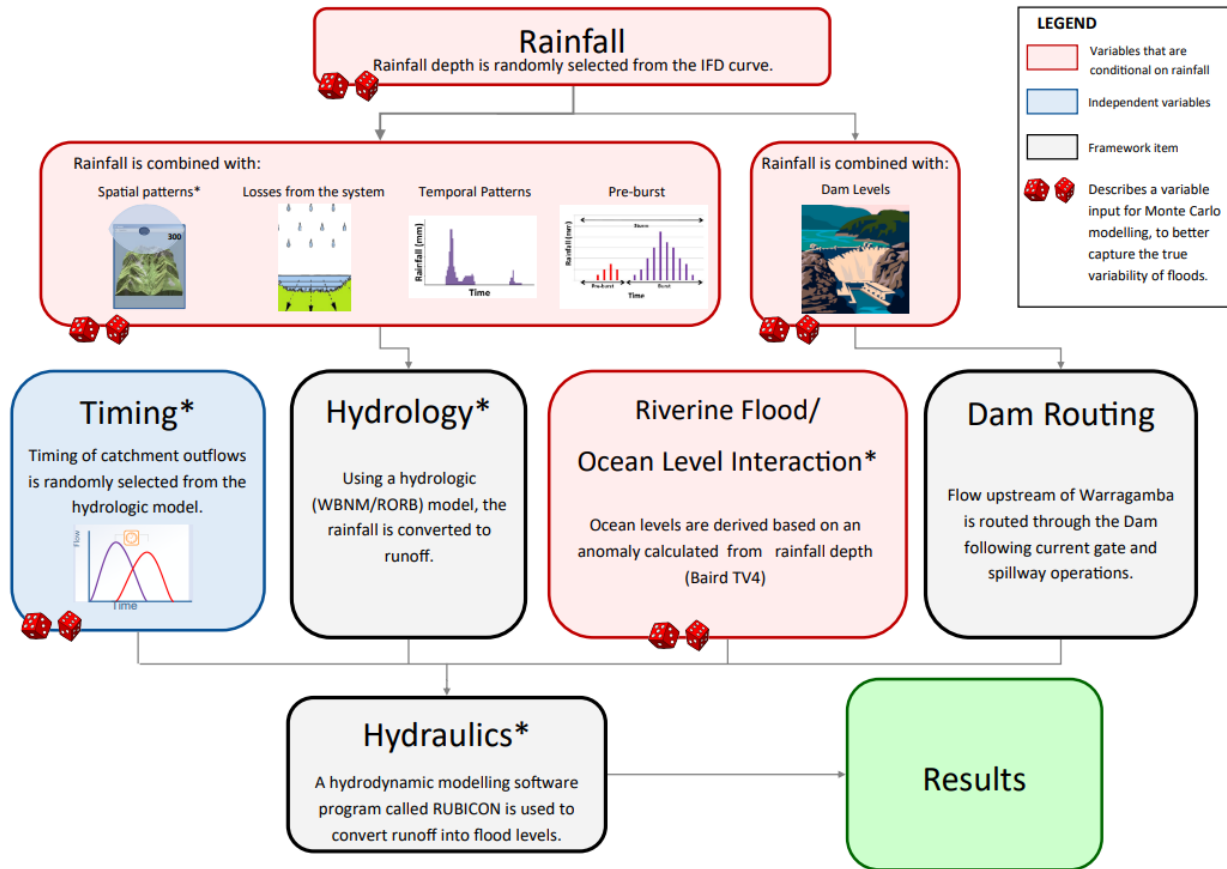 Rainfall
Rainfall depth is randomly selected from the IFD curve.
LEGEND
Variables that are
conditional on rainfall
Independent variables
Framework item
Describes a variable
input for Monte Carlo
modelling, to better
capture the true
variability of floods.
Rainfall is combined with:
Spatial patterns*
Losses from the system
Temporal Patterns
Pre-burst
300
Rainfall (mm)
Time
Rainfall (mm)
Pre-burst
Burst
Time
Rainfall is combined with:
Dam Levels
Timing*
Timing of catchment outflows
is randomly selected from the
hydrologic model.
Flow
Time
Hydrology*
Using a hydrologic
(WBNM/RORB) model, the
rainfall is converted to
runoff.
Riverine Flood/
Ocean Level Interaction*
Ocean levels are derived based on an
anomaly calculated from rainfall depth
(Baird TV4)
Dam Routing
Flow upstream of Warragamba
is routed through the Dam
following current gate and
spillway operations.
Hydraulics*
A hydrodynamic modelling software
program called RUBICON is used to
convert runoff into flood levels.
Results